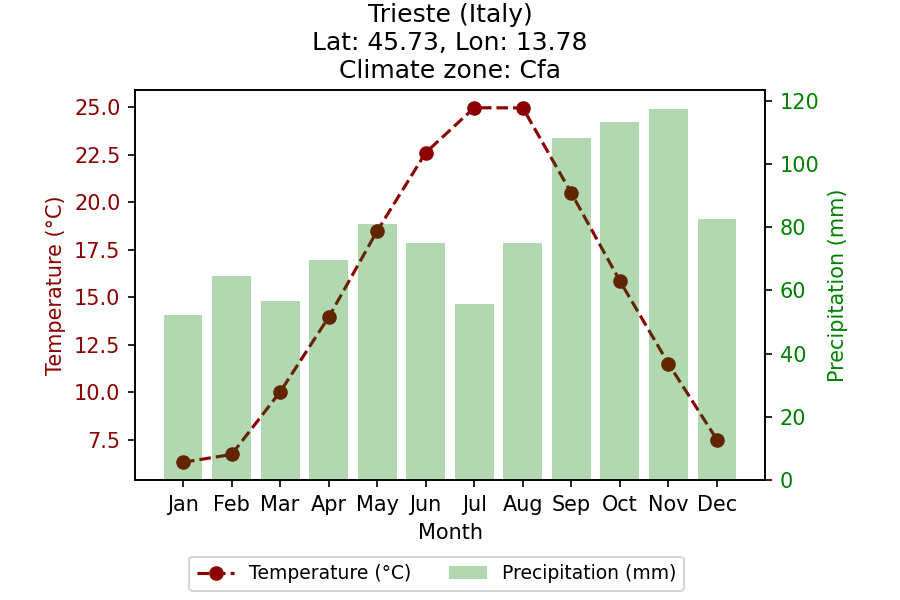 Trieste (Italy)
Lat: 45.73, Lon: 13.78
Climate zone: Cfa
Temperature (°C)
25.0
22.5
20.0
17.5
15.0
12.5
10.0
7.5
120
100
80
60
40
20
0
Precipitation (mm)
Jan Feb Mar Apr May Jun Jul Aug Sep Oct Nov Dec
Month
Temperature (°C) Precipitation (mm)